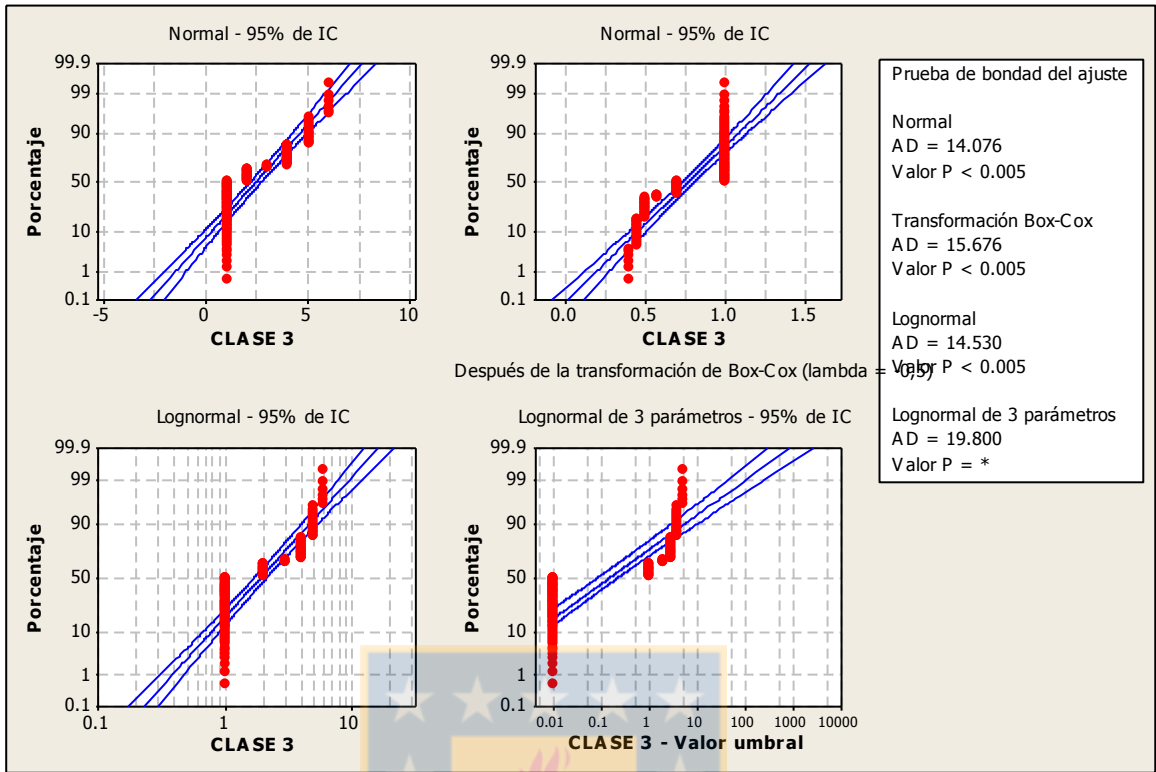 Normal - 95% de IC
99.9
99
90
50
10
1
0.1
Porcentaje
-5
0
5
10
CLASE 3
Normal - 95% de IC
99.9
99
90
50
10
1
0.1
Porcentaje
0.0
0.5
1.0
1.5
CLASE 3
Después de la transformación de Box-Cox (lambda = -0,5)
Lognormal - 95% de IC
99.9
99
90
50
10
1
0.1
Porcentaje
0.1
1
10
CLASE 3
Lognormal de 3 parámetros - 95% de IC
99.9
99
90
50
10
1
0.1
Porcentaje
0.01
0.1
1
10
100
1000
10000
CLASE 3 - Valor umbral
Prueba de bondad del ajuste
Normal
AD = 14.076
Valor P < 0.005
Transformación Box-Cox
AD = 15.676
Valor P < 0.005
Lognormal
AD = 14.530
Valor P < 0.005
Lognormal de 3 parámetros
AD = 19.800
Valor P = *